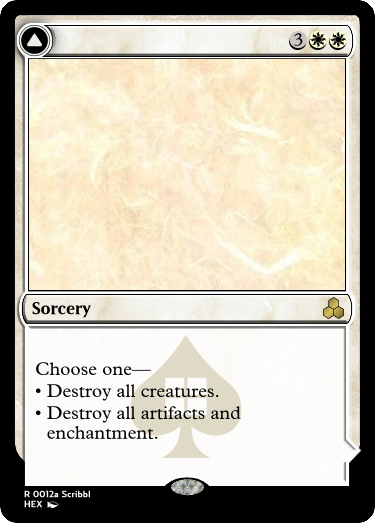 3
Sorcery
Choose one—
• Destroy all creatures.
• Destroy all artifacts and
enchantment.
R 0012a Scribbl
HEX